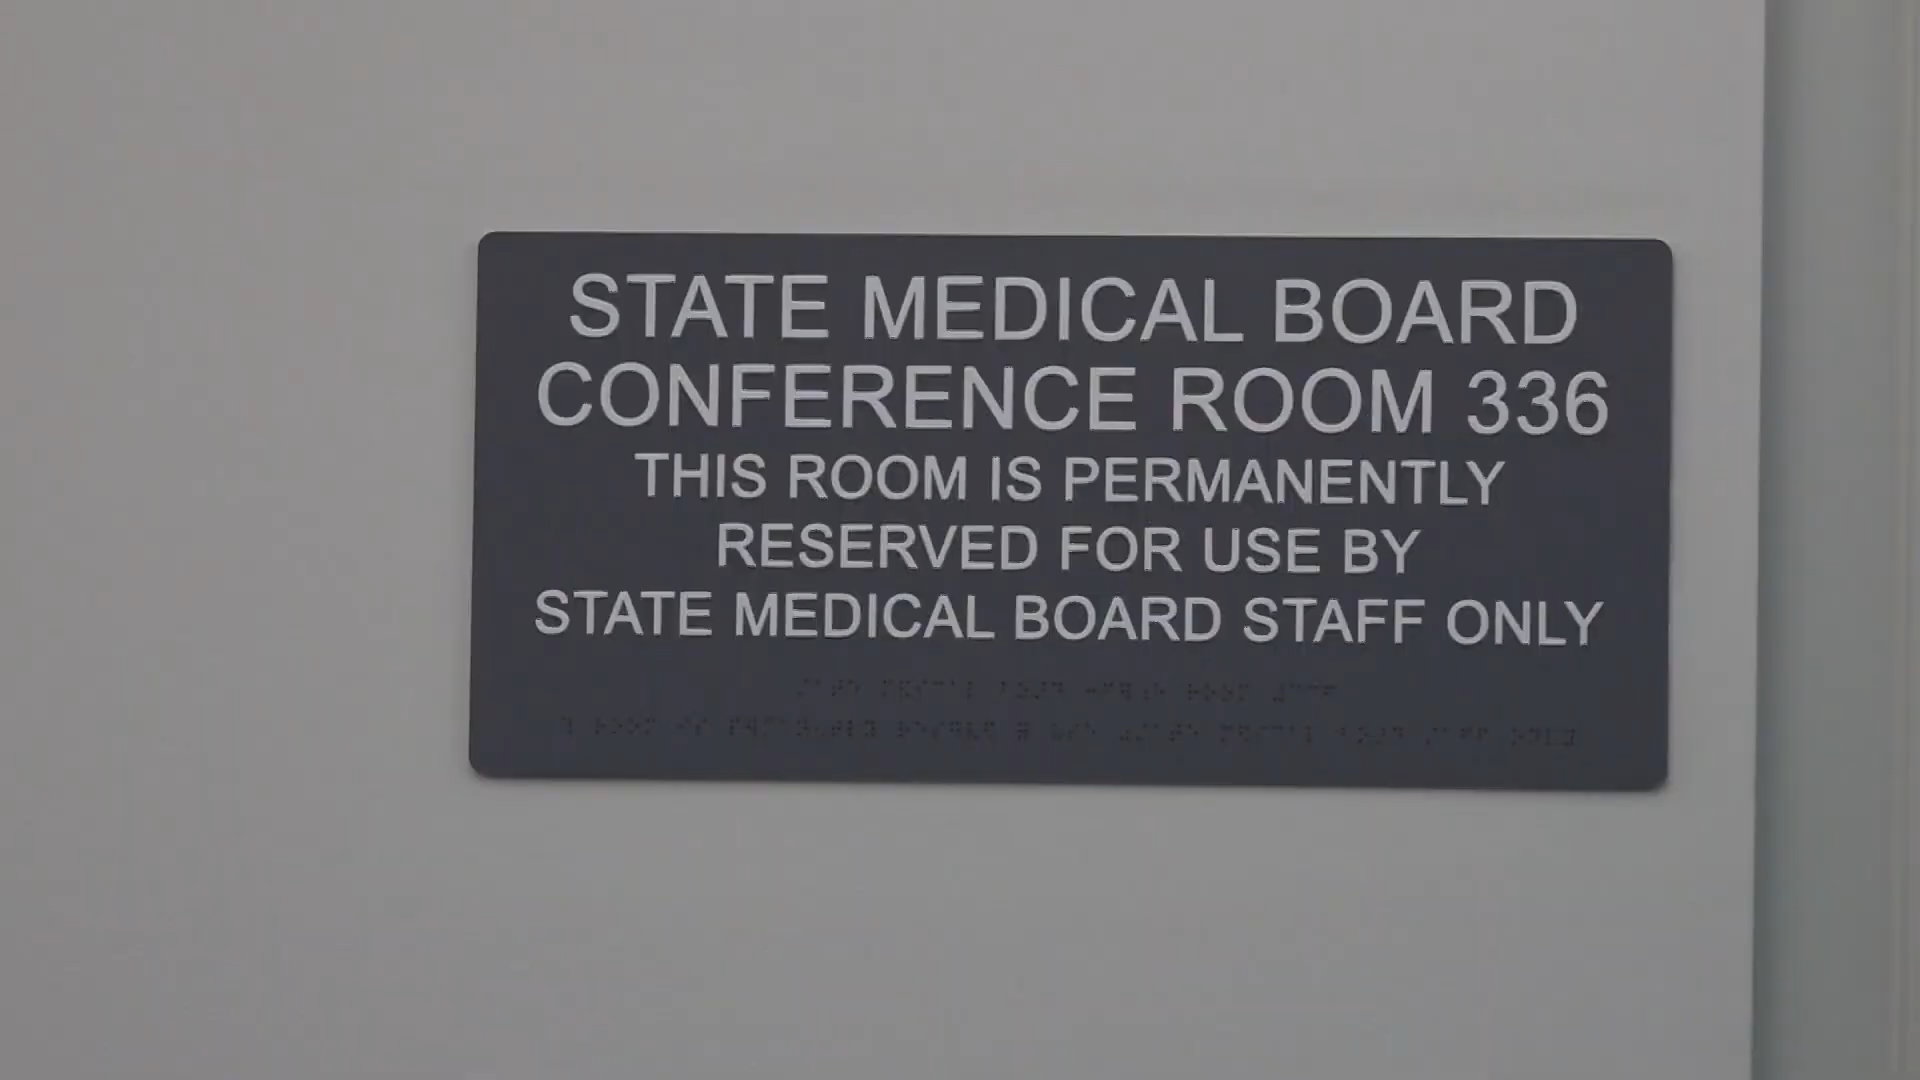 STATE MEDICAL BOARD
CONFERENCE ROOM 336
THIS ROOM IS PERMANENTLY
RESERVED FOR USE BY
STATE MEDICAL BOARD STAFF ONLY